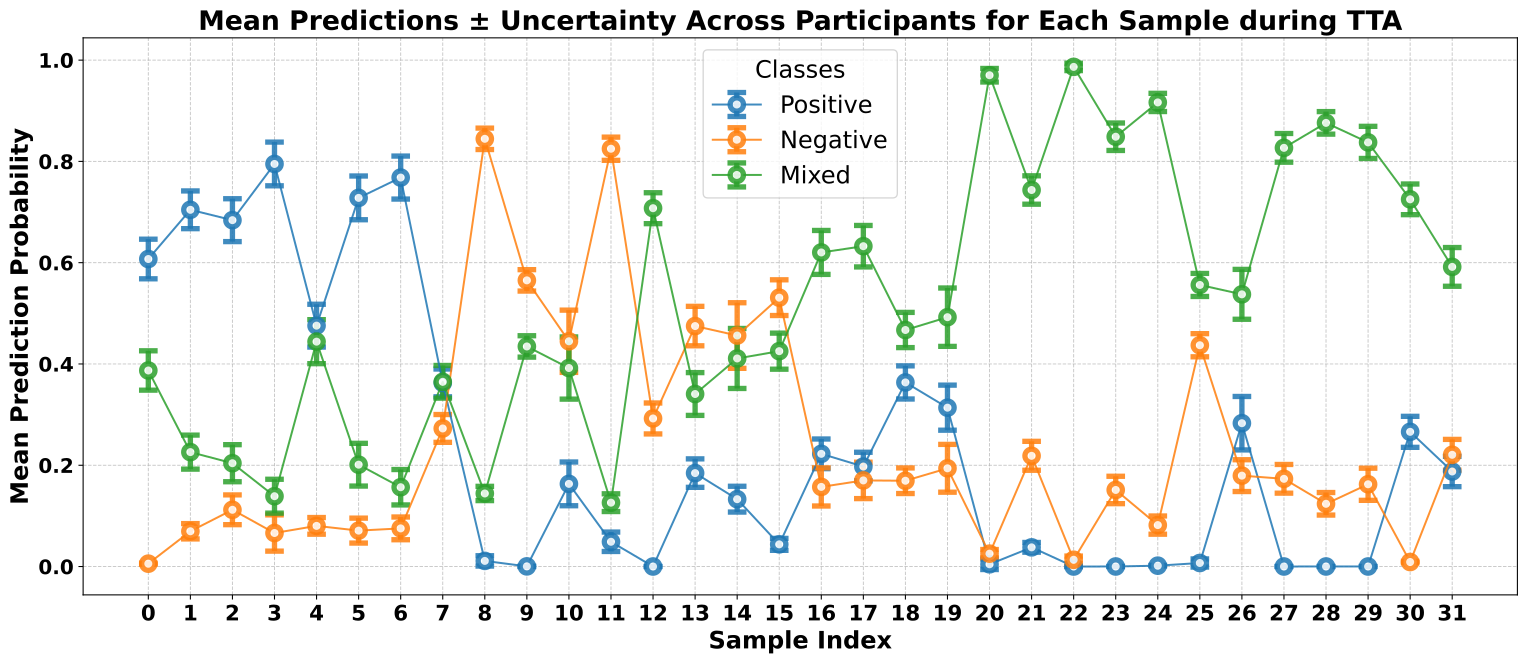 Mean Predictions ± Uncertainty Across Participants for Each Sample during TTA
Classes
Positive
Negative
Mixed
Mean Prediction Probability
1.0
0.8
0.6
0.4
0.2
0.0
0 1 2 3 4 5 6 7 8 9 10 11 12 13 14 15 16 17 18 19 20 21 22 23 24 25 26 27 28 29 30 31
Sample Index